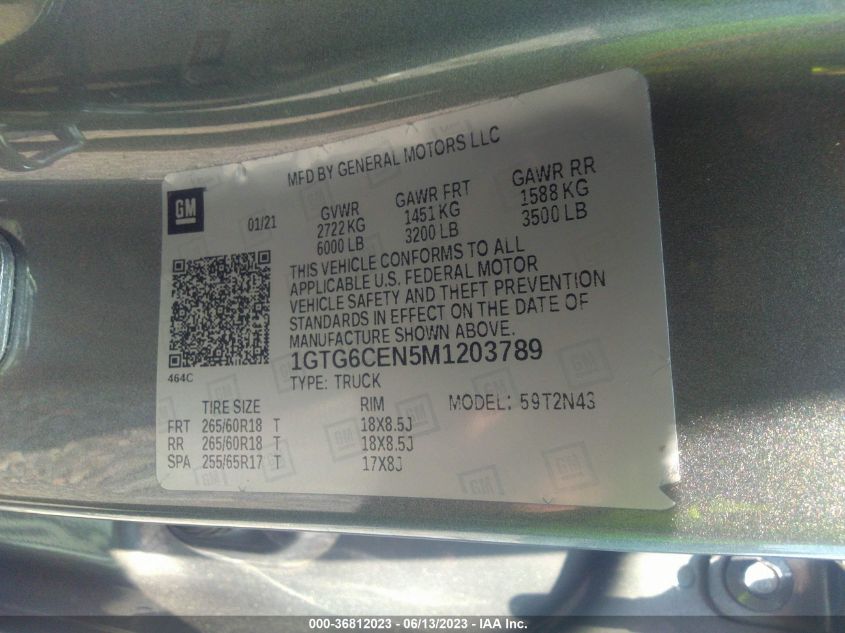 MFD BY GENERAL MOTORS LLC
GM
01/21
GVWR GAWR FRT GAWR RR
2722 KG 1451 KG 1588 KG
6000 LB 3200 LB 3500 LB
THIS VEHICLE CONFORMS TO ALL
APPLICABLE U.S. FEDERAL MOTOR
VEHICLE SAFETY AND THEFT PREVENTION
STANDARDS IN EFFECT ON THE DATE OF
MANUFACTURE SHOWN ABOVE.
464C
1GTG6CEN5M1203789
TYPE: TRUCK
TIRE SIZE RIM MODEL: 59T2N43
FRT 265/60R18 T 18X8.5J
RR 265/60R18 T 18X8.5J
SPA 255/65R17 T 17X8J
000-36812023 - 06/13/2023 - IAA Inc.